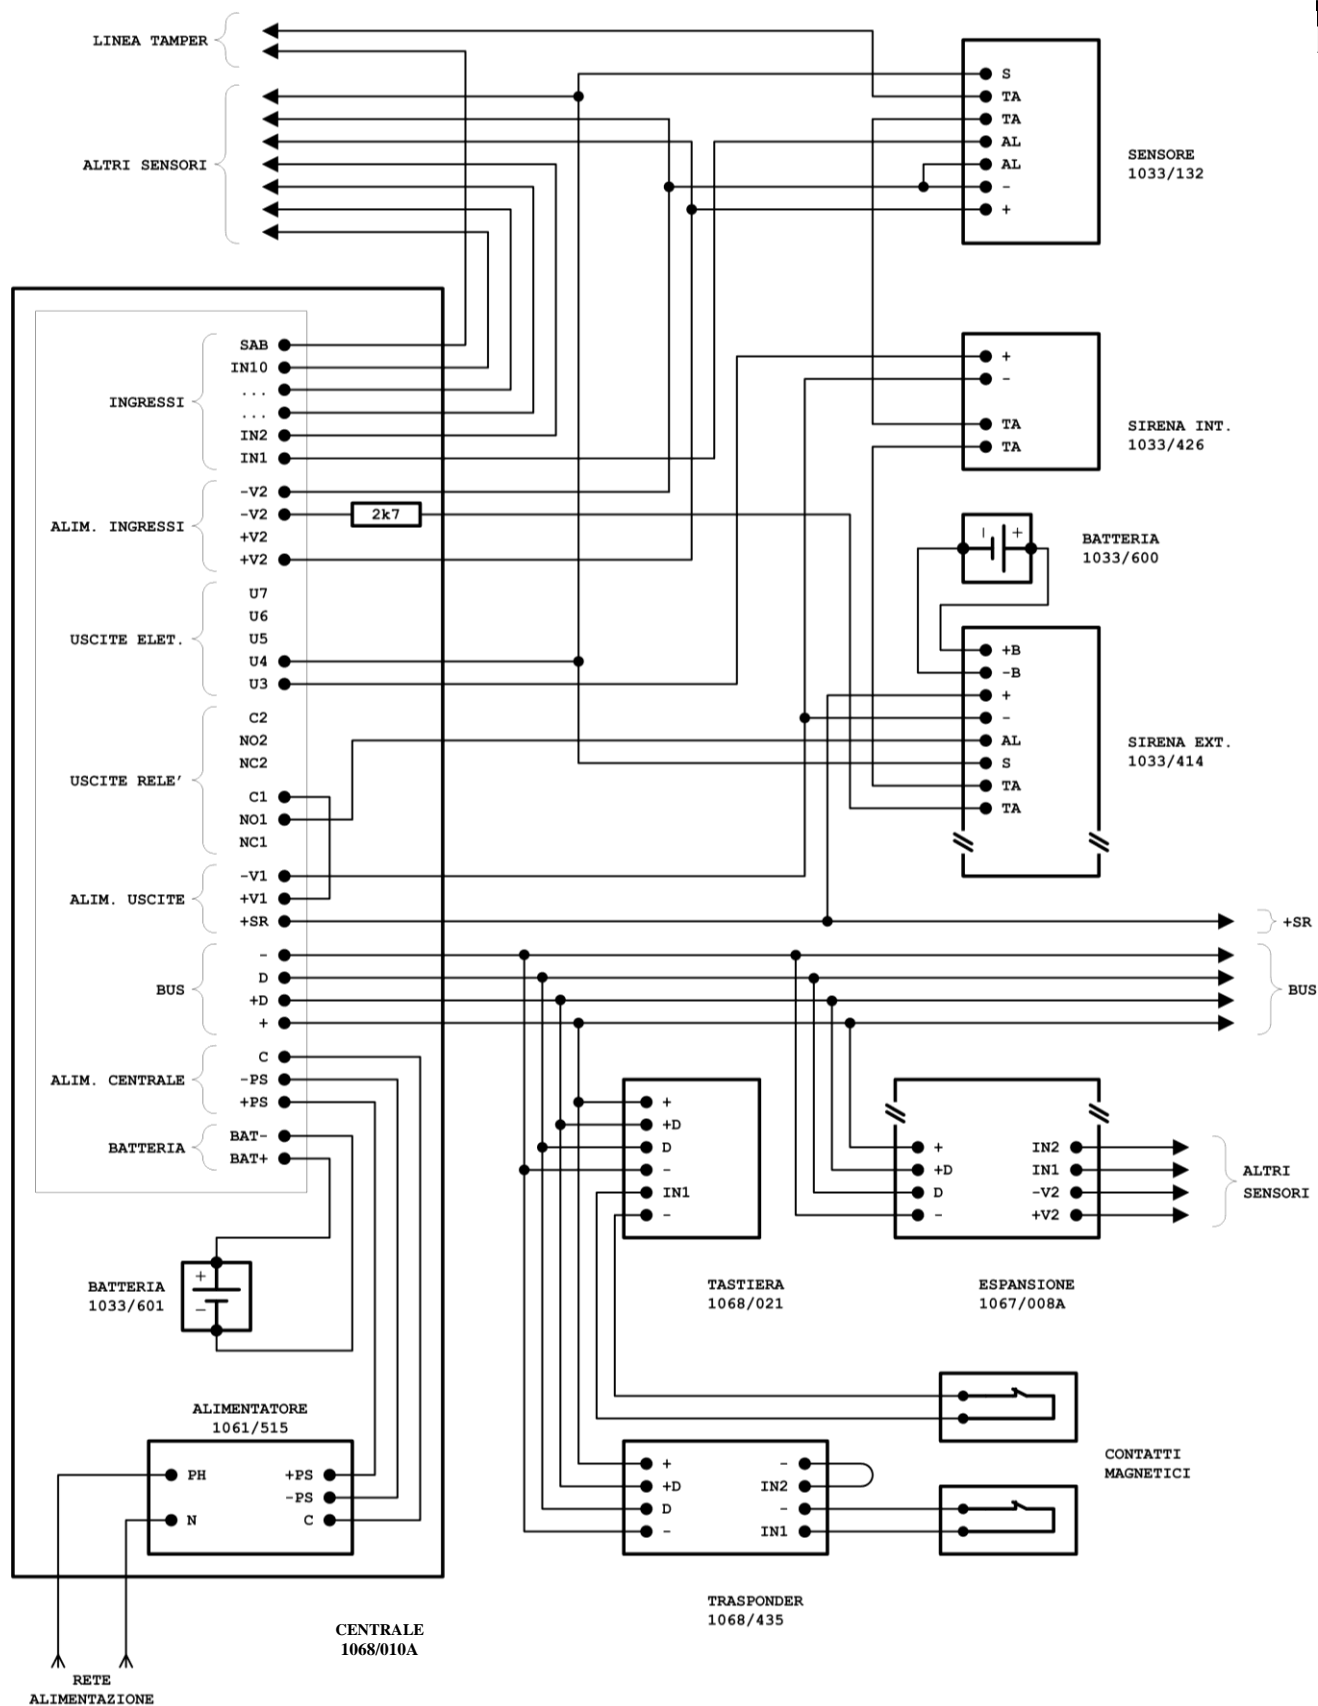 LINEA TAMPER
ALTRI SENSORI
S
TA
TA
AL
AL
-
+
SENSORE
1033/132
INGRESSI
SAB
IN10
...
...
IN2
IN1
ALIM. INGRESSI
-V2
-V2
+V2
+V2
2k7
USCITE ELET.
U7
U6
U5
U4
U3
USCITE RELE’
C2
NO2
NC2
C1
NO1
NC1
ALIM. USCITE
-V1
+V1
+SR
BUS
-
D
+D
+
ALIM. CENTRALE
C
-PS
+PS
BATTERIA
BAT-
BAT+
+
-
TA
TA
SIRENA INT.
1033/426
- +
BATTERIA
1033/600
+B
-B
+
-
AL
S
TA
TA
SIRENA EXT.
1033/414
+SR
BUS
+
+D
D
-
IN1
-
TASTIERA
1068/021
+
+D
D
-
IN2
IN1
-V2
+V2
ESPANSIONE
1067/008A
ALTRI
SENSORI
BATTERIA
1033/601
+
-
ALIMENTATORE
1061/515
PH
N
+PS
-PS
C
CENTRALE
1068/010A
RETE
ALIMENTAZIONE
+
+D
D
-
-
IN2
-
IN1
TRASPONDER
1068/435
CONTATTI
MAGNETICI